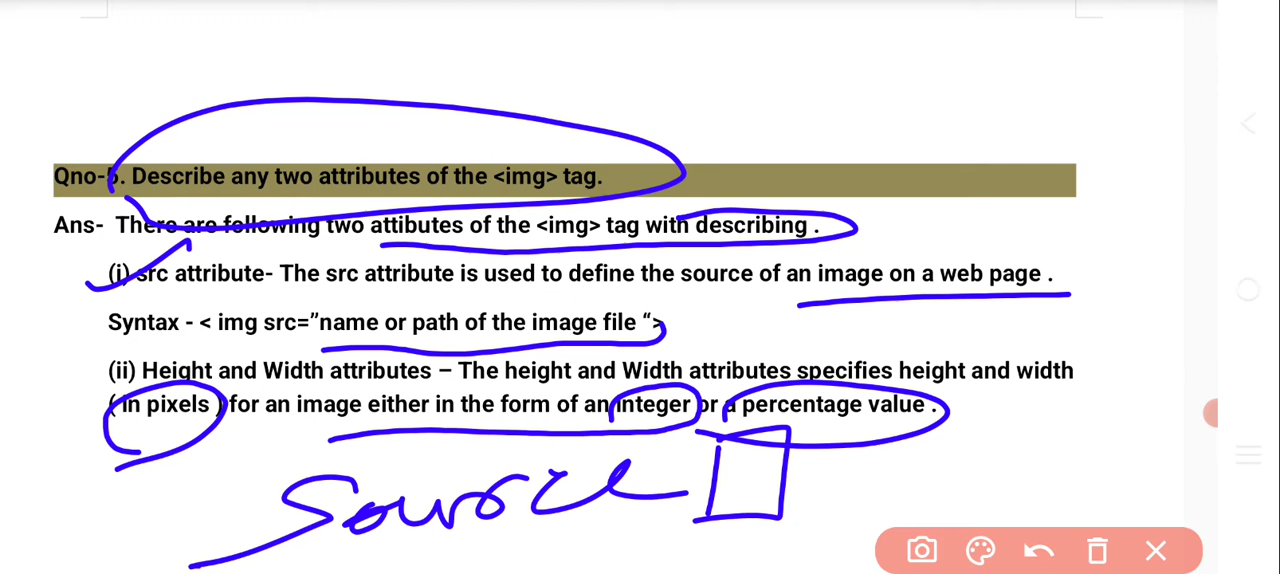 Qno-5. Describe any two attributes of the <img> tag.
Ans- There are following two attibutes of the <img> tag with describing .
(i) src attribute- The src attribute is used to define the source of an image on a web page .
Syntax - < img src=”name or path of the image file “>
(ii) Height and Width attributes – The height and Width attributes specifies height and width
( in pixels ) for an image either in the form of an integer or a percentage value .
Source